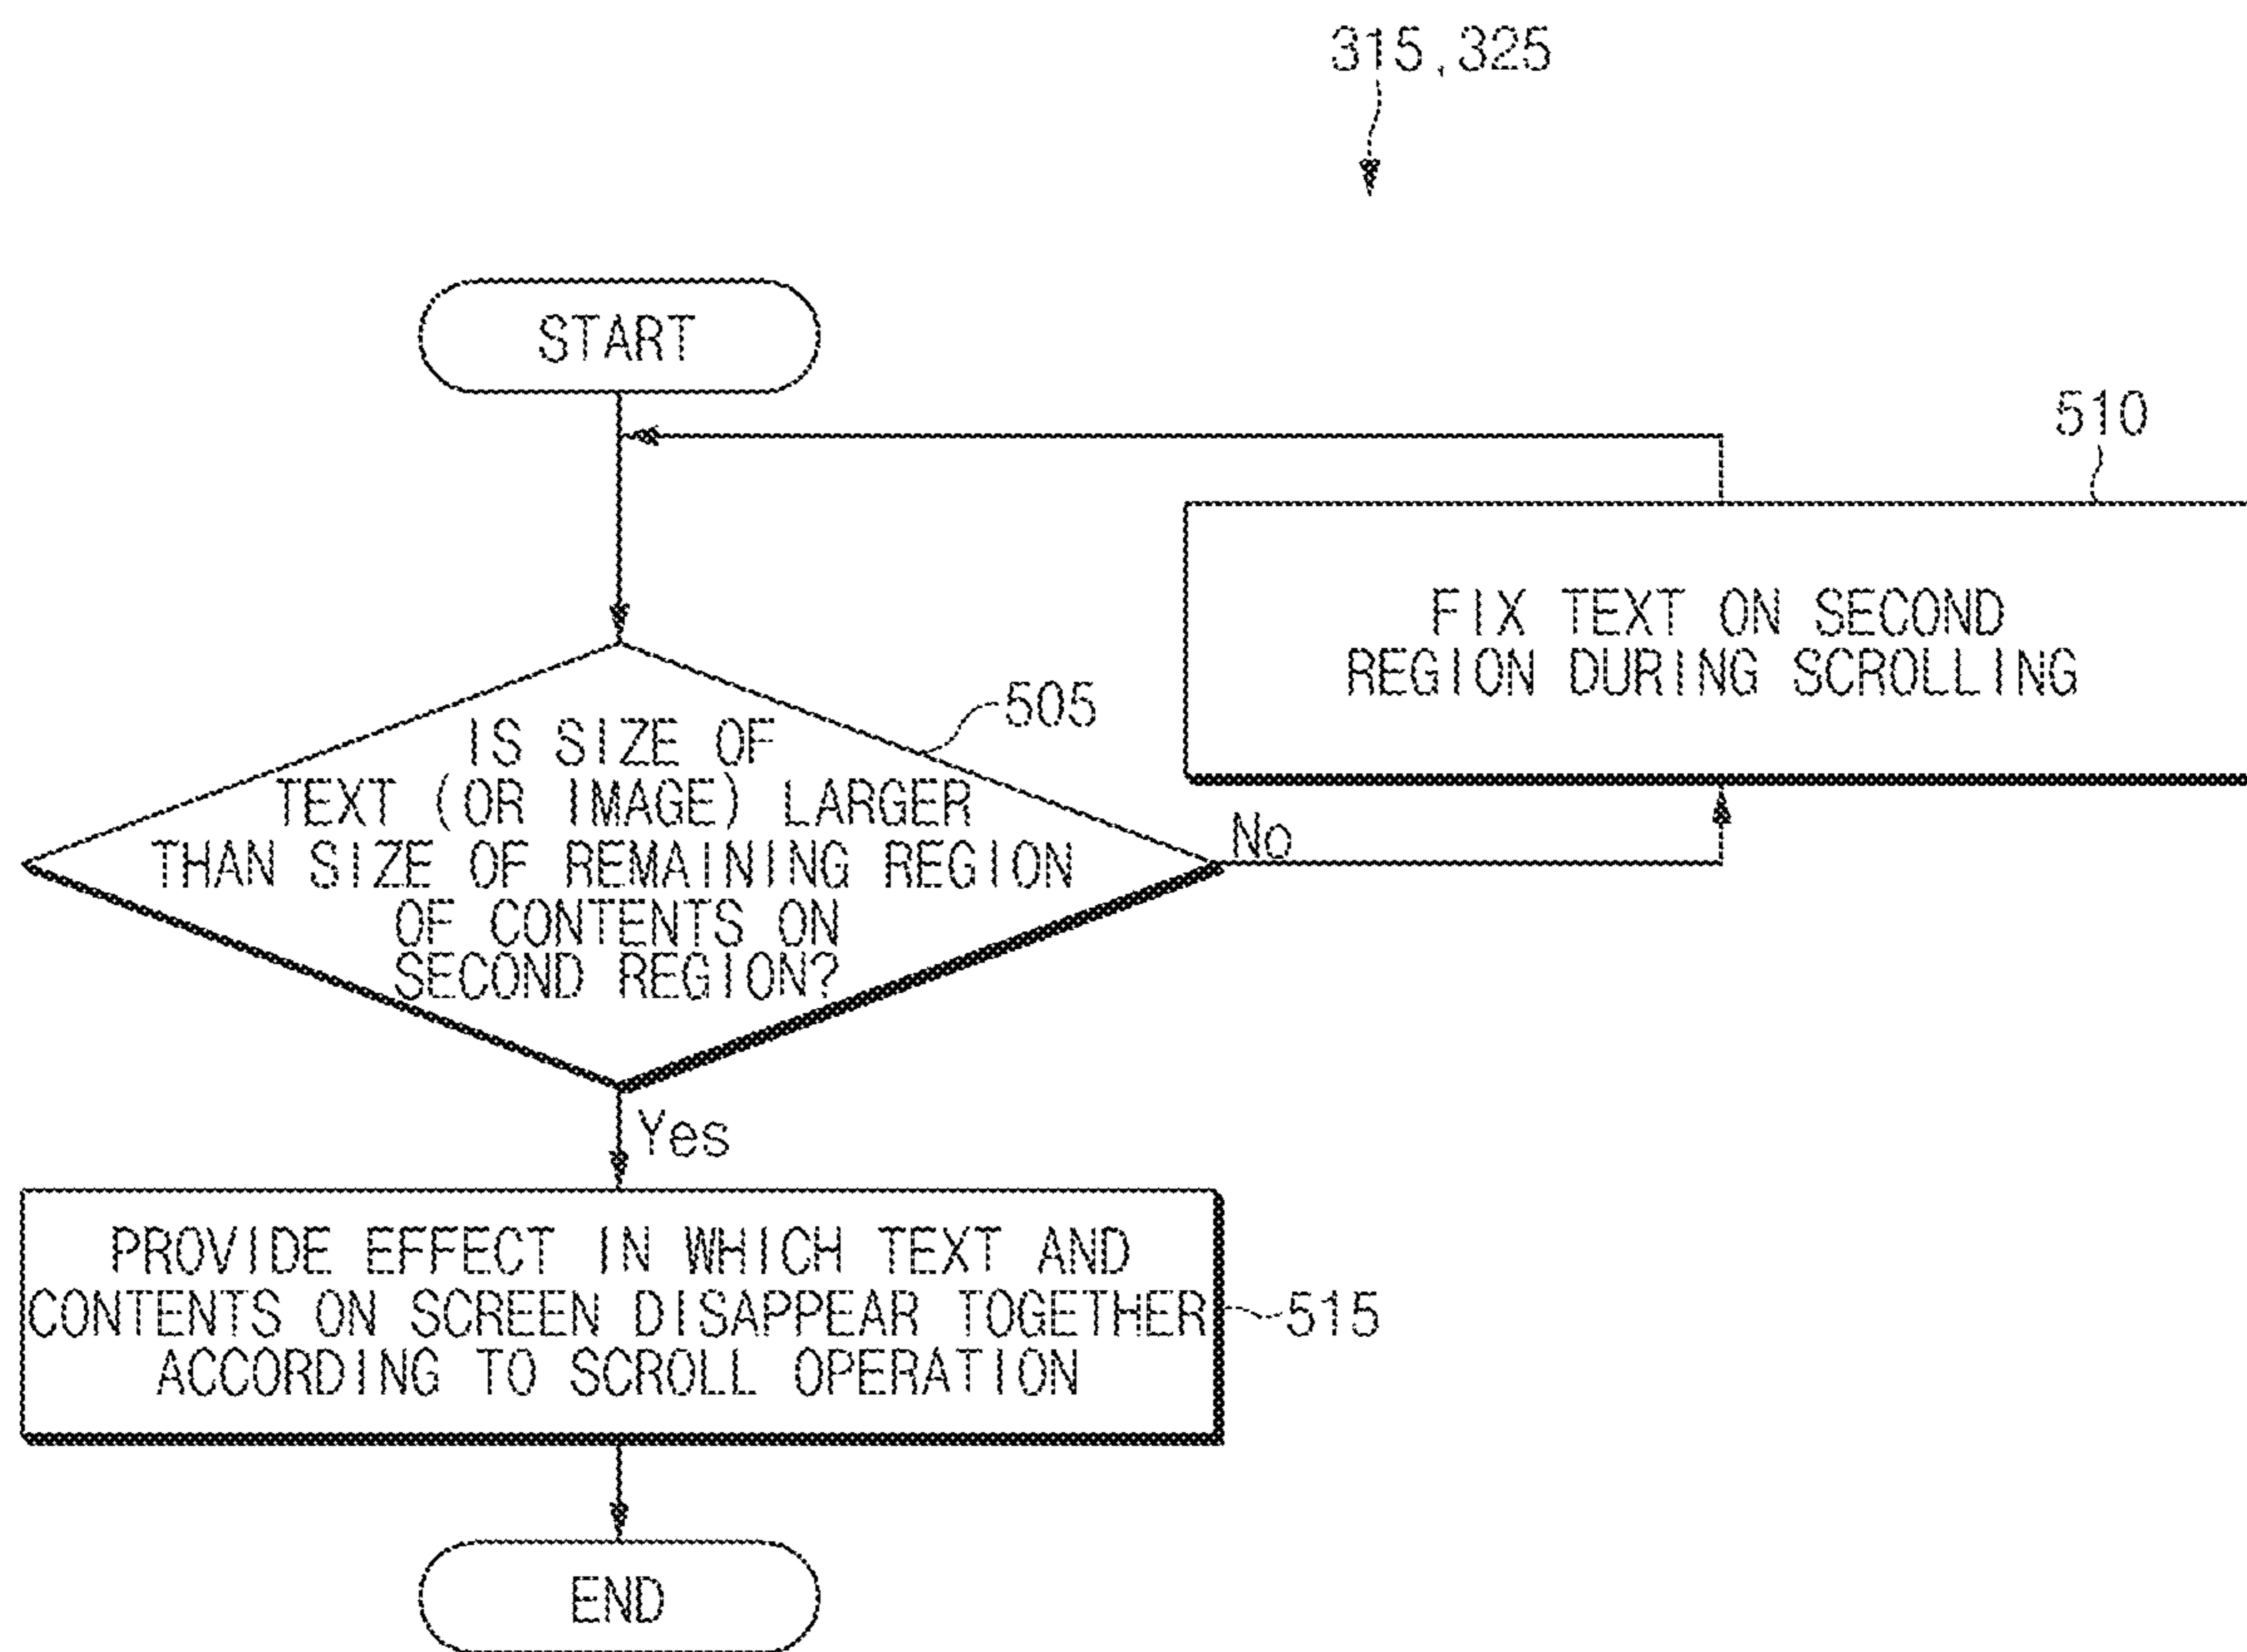 315,325
START
510
FIX TEXT ON SECOND
REGION DURING SCROLLING
505
IS SIZE OF
TEXT (OR IMAGE) LARGER
THAN SIZE OF REMAINING REGION
OF CONTENTS ON
SECOND REGION?
No
Yes
PROVIDE EFFECT IN WHICH TEXT AND
CONTENTS ON SCREEN DISAPPEAR TOGETHER
ACCORDING TO SCROLL OPERATION
515
END